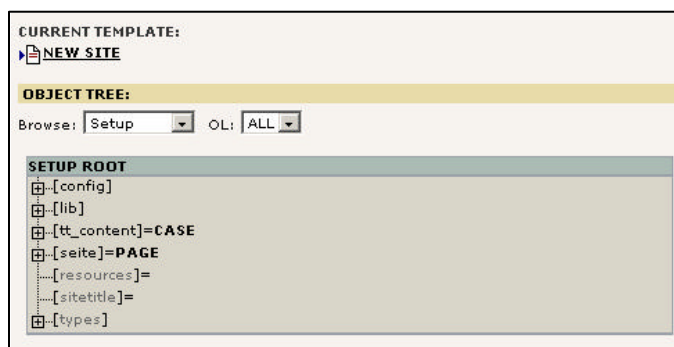 CURRENT TEMPLATE:
NEW SITE
OBJECT TREE:
Browse: Setup OL: ALL
SETUP ROOT
[config]
[lib]
[tt_content]=CASE
[seite]=PAGE
[resources]=
[sitetitle]=
[types]